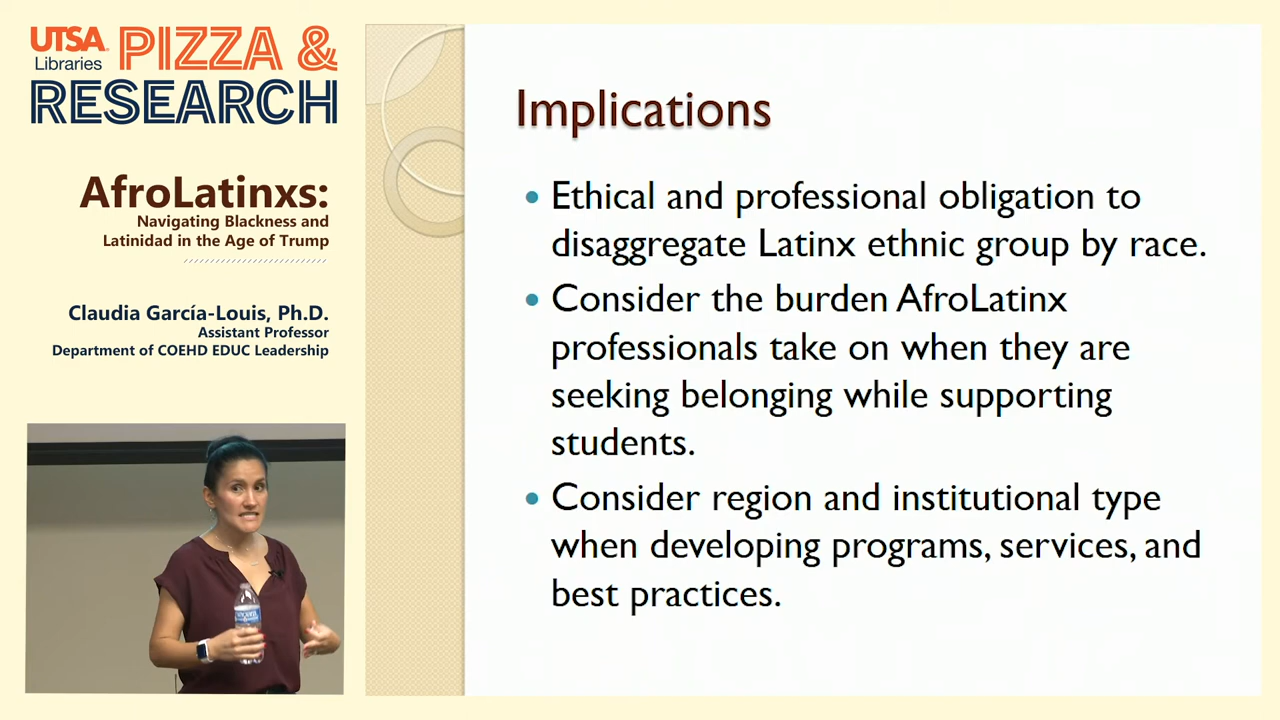 UTSA
Libraries
PIZZA &
RESEARCH
AfroLatinxs:
Navigating Blackness and
Latinidad in the Age of Trump
Claudia García-Louis, Ph.D.
Assistant Professor
Department of COEHD EDUC Leadership
Implications
• Ethical and professional obligation to
disaggregate Latinx ethnic group by race.
• Consider the burden AfroLatinx
professionals take on when they are
seeking belonging while supporting
students.
• Consider region and institutional type
when developing programs, services, and
best practices.